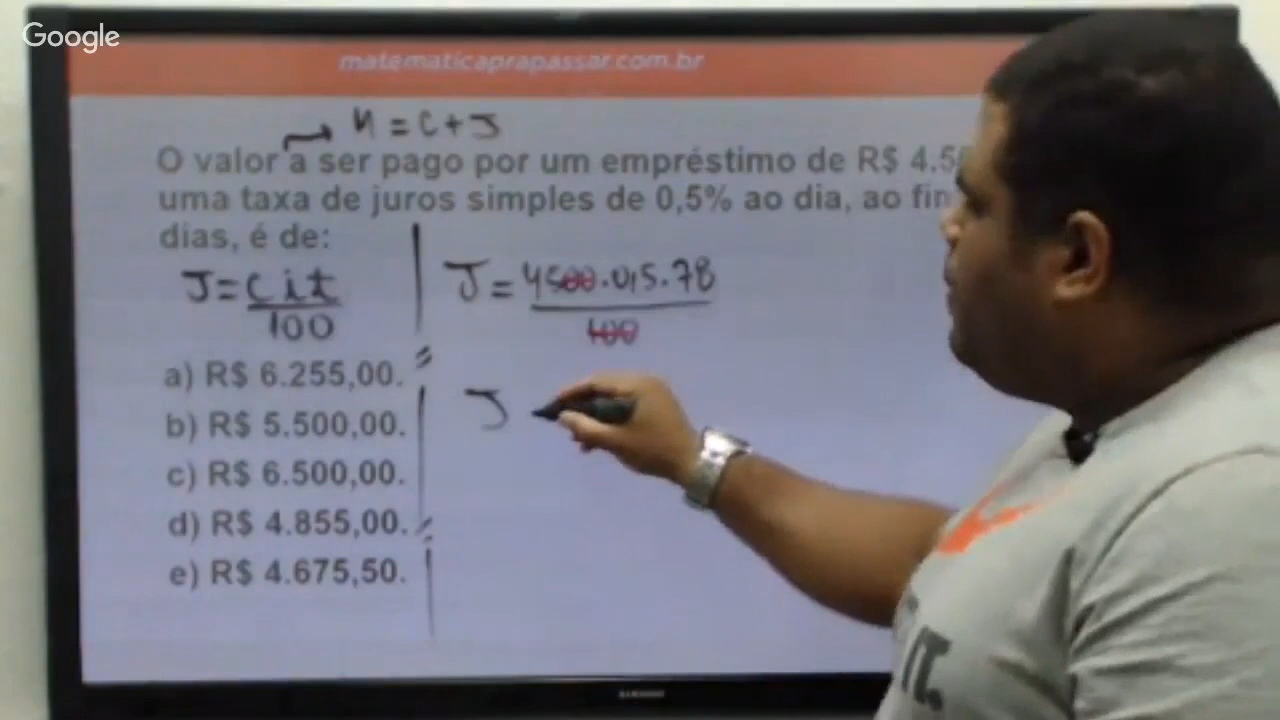 Google
matematicaprapassar.com.br
M = C + J
O valor a ser pago por um empréstimo de R$ 4.5
uma taxa de juros simples de 0,5% ao dia, ao fin
dias, é de:
J = C i t
100
J = 4500 . 0,5 . 78
100
a) R$ 6.255,00.
J
b) R$ 5.500,00.
c) R$ 6.500,00.
d) R$ 4.855,00.
e) R$ 4.675,50.
IT.
SAMSUNG